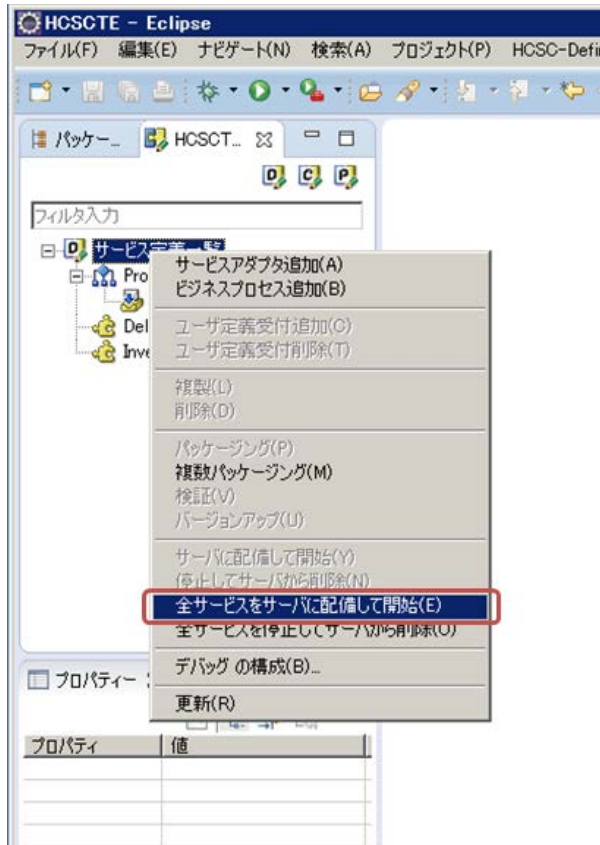 HCSCTE - Eclipse
ファイル(F) 編集(E) ナビゲート(N) 検索(A) プロジェクト(P) HCSC-Defi
パッケー... HCSCT...
フィルタ入力
サービス定義一覧
Pro
Del
Inve
サービスアダプタ追加(A)
ビジネスプロセス追加(B)
ユーザ定義受付追加(C)
ユーザ定義受付削除(T)
複製(L)
削除(D)
パッケージング(P)
複数パッケージング(M)
検証(V)
バージョンアップ(U)
サーバに配備して開始(Y)
停止してサーバから削除(N)
全サービスをサーバに配備して開始(E)
全サービスを停止してサーバから削除(O)
デバッグ の構成(B)...
更新(R)
プロパティー
プロパティ 値